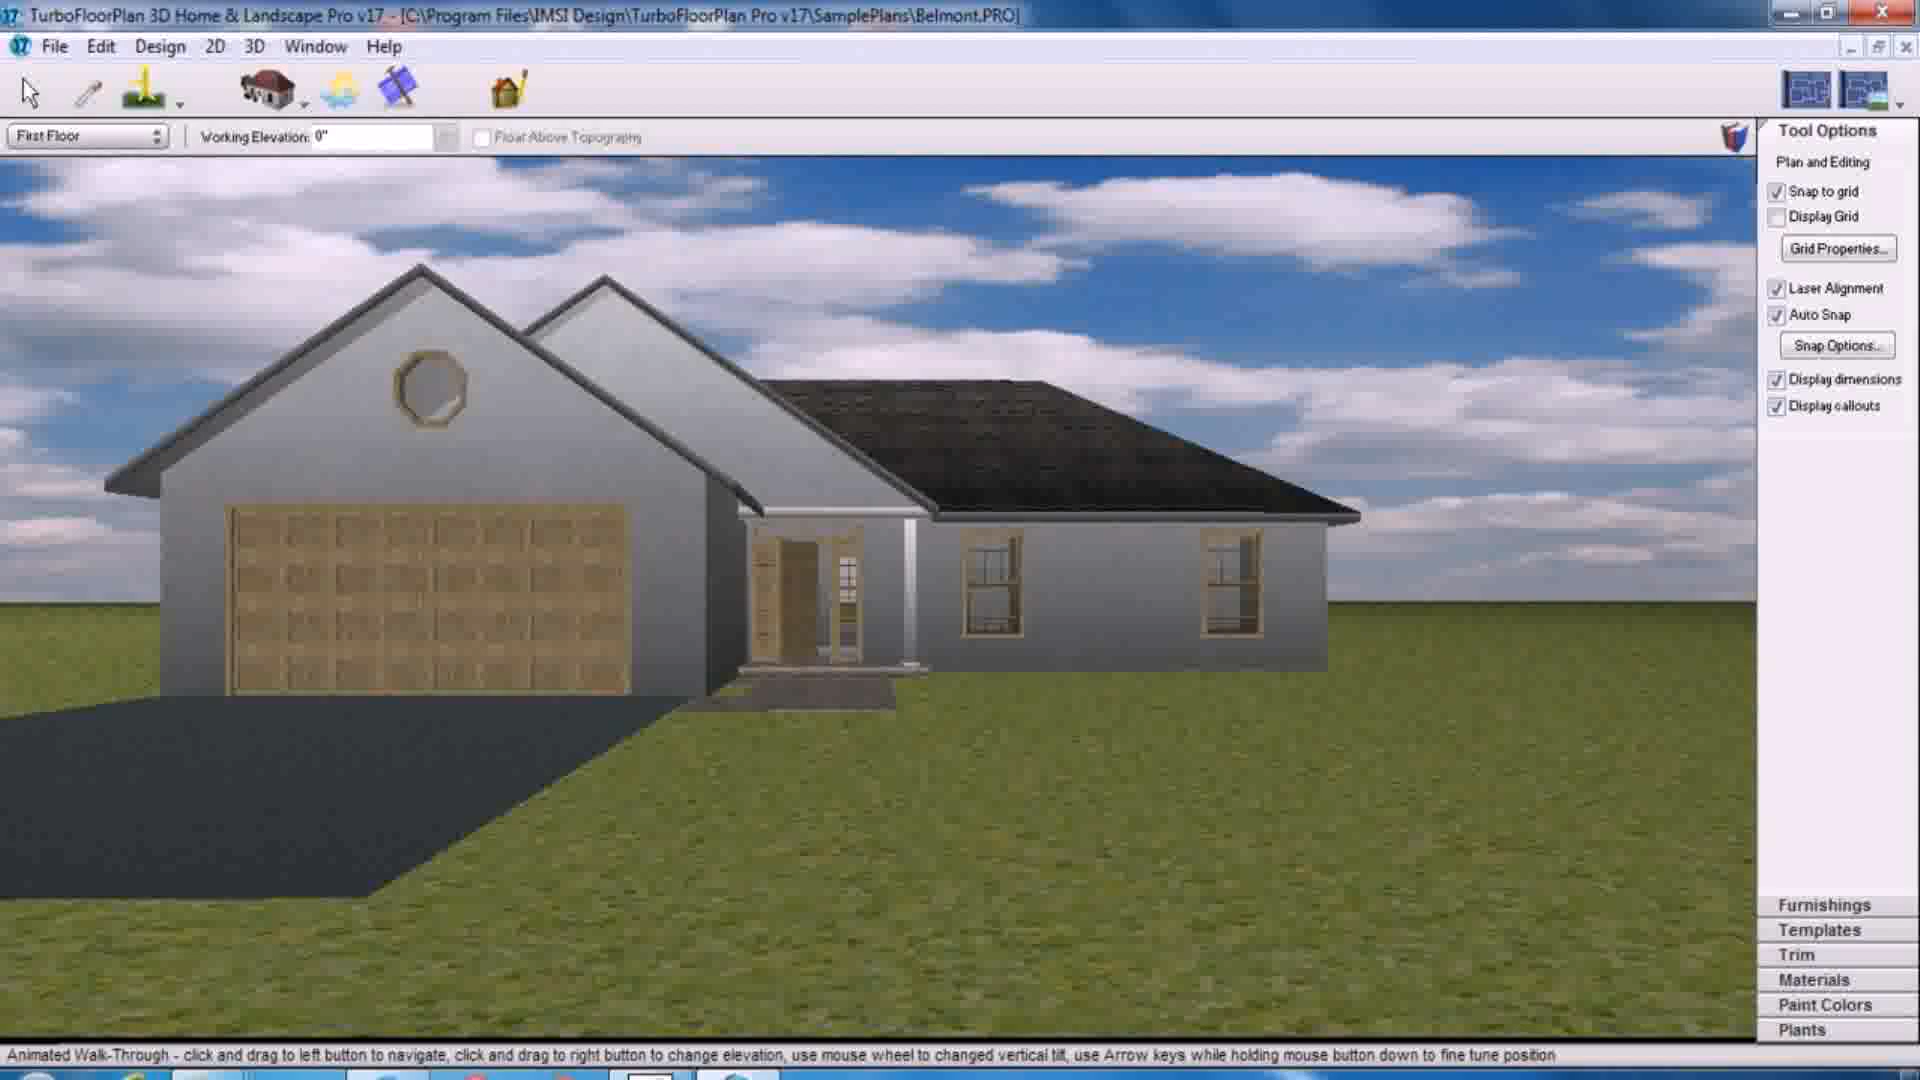 TurboFloorPlan 3D Home & Landscape Pro v17 - [C:\Program Files\IMSI Design\TurboFloorPlan Pro v17\SamplePlans\Belmont.PRO]
17 File Edit Design 2D 3D Window Help
First Floor Working Elevation: 0" Float Above Topography
Tool Options
Plan and Editing
Snap to grid
Display Grid
Grid Properties...
Laser Alignment
Auto Snap
Snap Options...
Display dimensions
Display callouts
Furnishings
Templates
Trim
Materials
Paint Colors
Plants
Animated Walk-Through - click and drag to left button to navigate, click and drag to right button to change elevation, use mouse wheel to changed vertical tilt, use Arrow keys while holding mouse button down to fine tune position